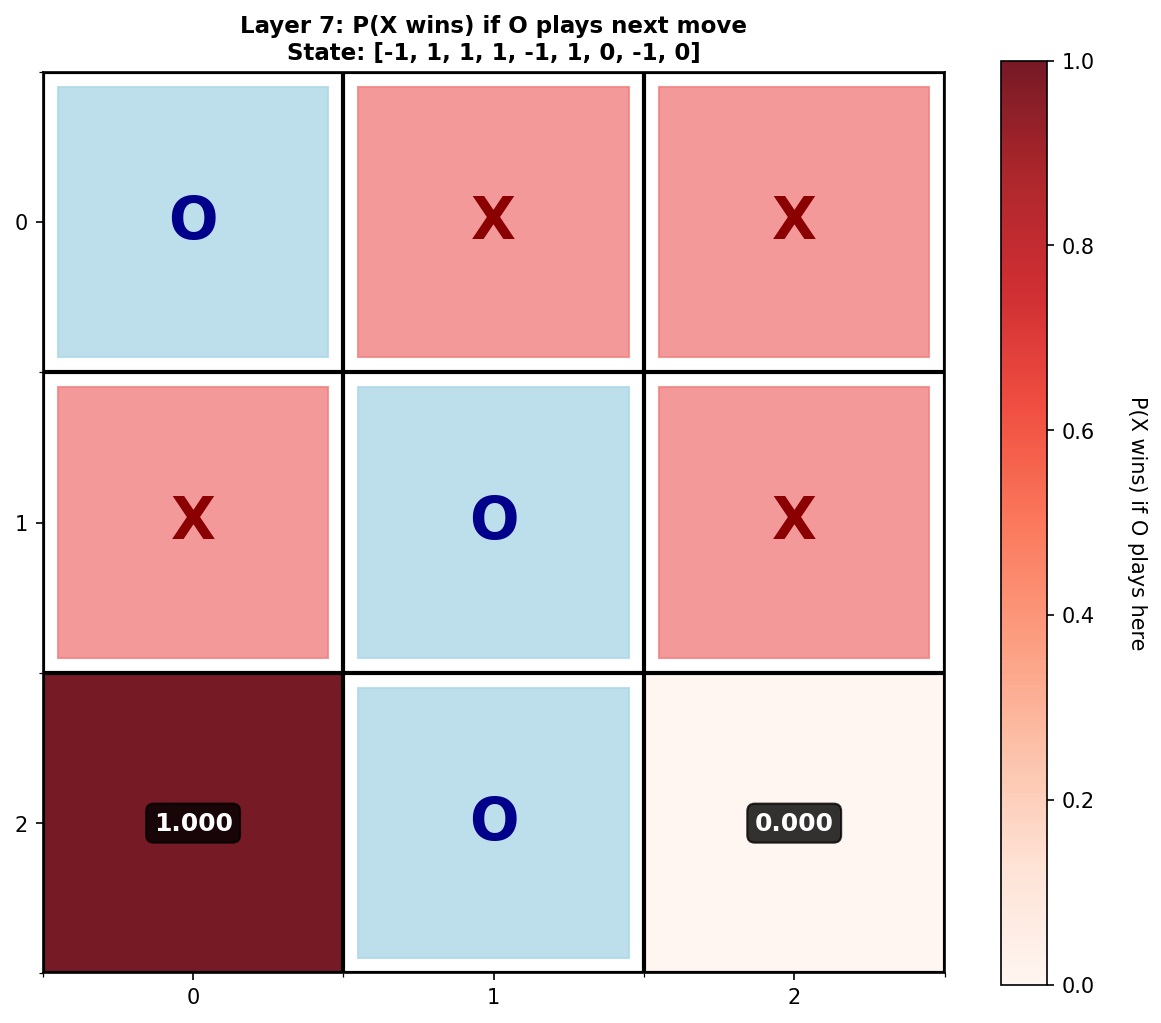 Layer 7: P(X wins) if O plays next move
State: [-1, 1, 1, 1, -1, 1, 0, -1, 0]
0
O
X
X
1
X
O
X
2
1.000
O
0.000
0
1
2
1.0
0.8
0.6
0.4
0.2
0.0
P(X wins) if O plays here